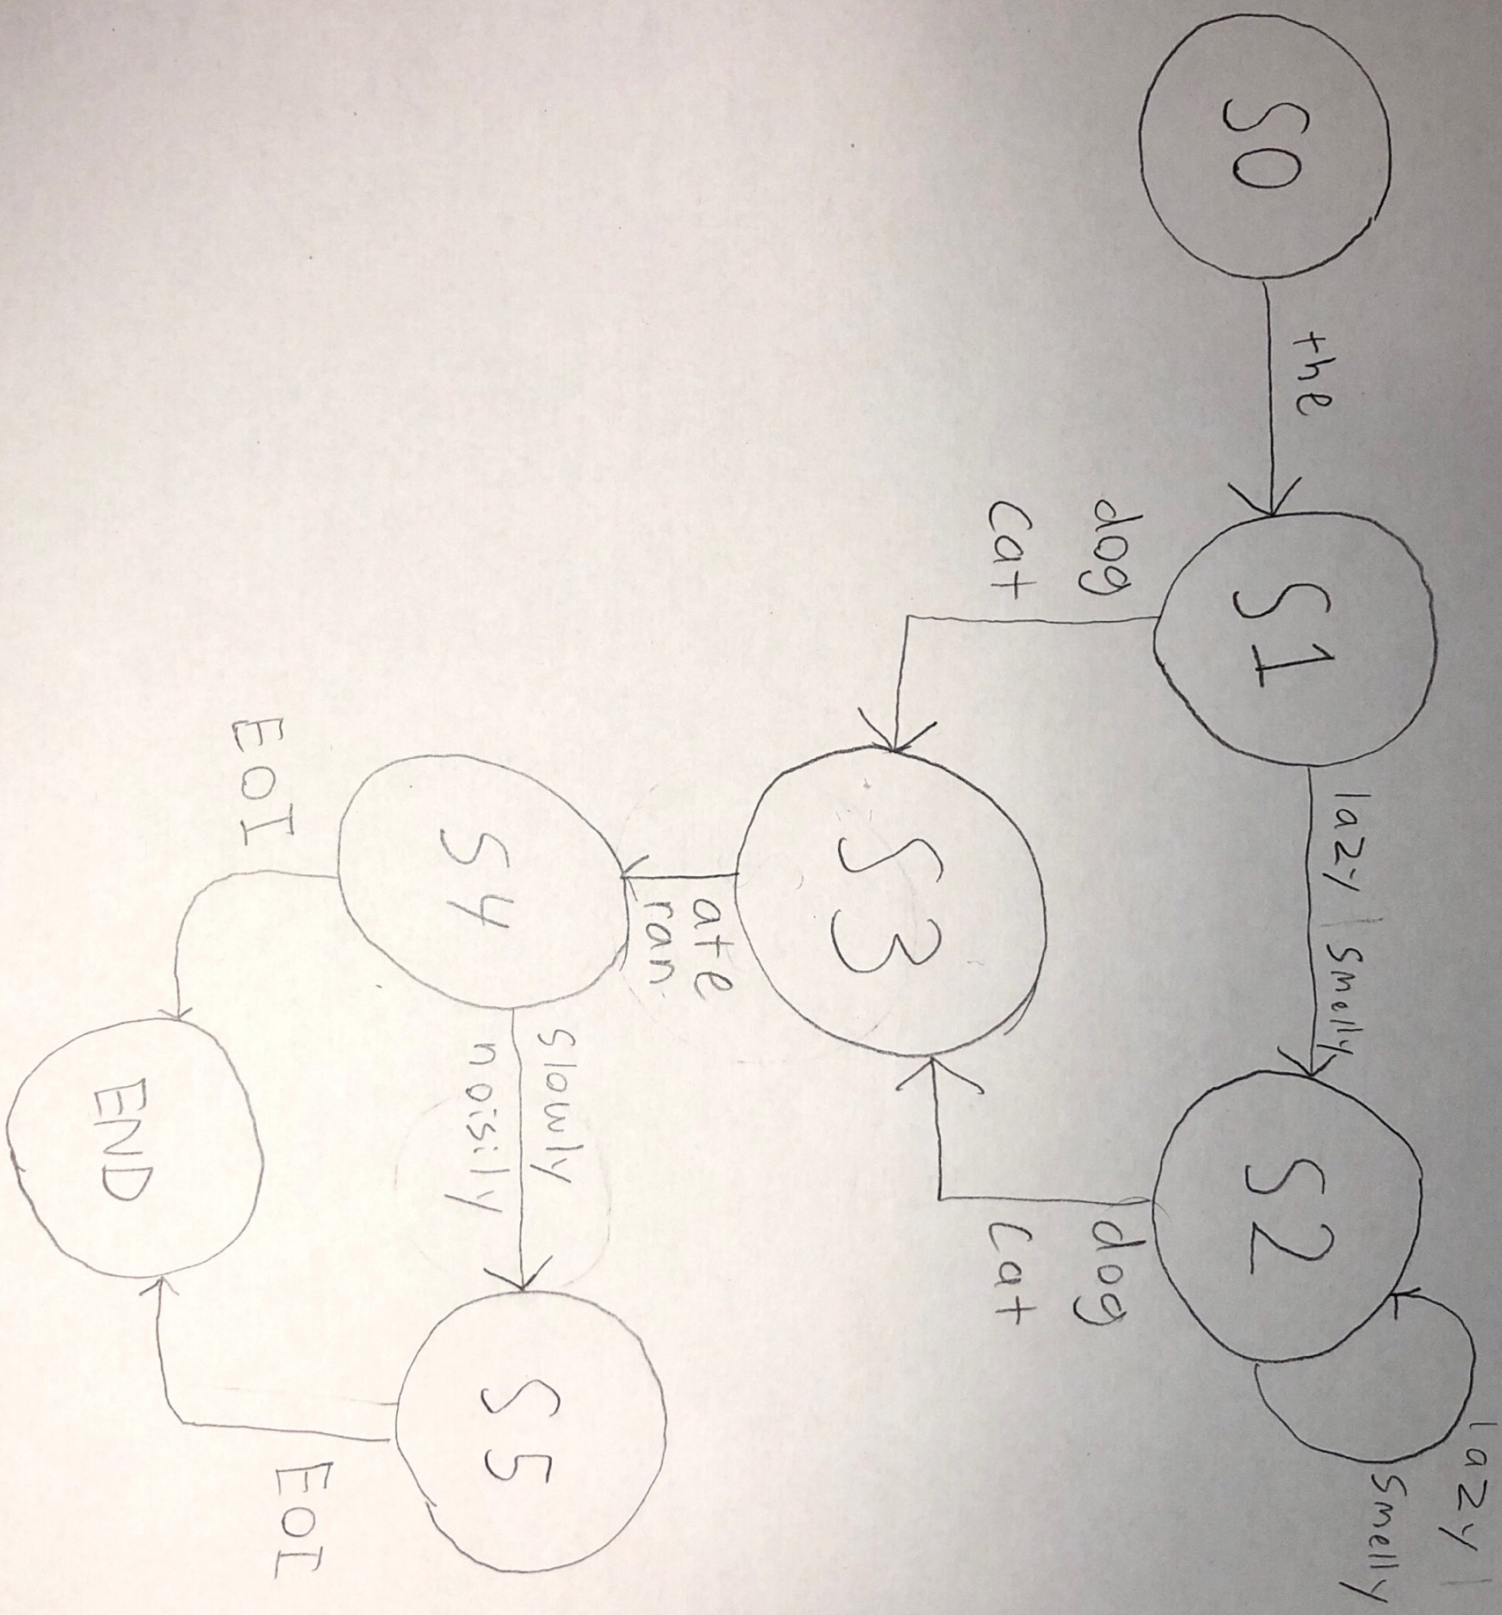 S0
the
S1
lazy | smelly
S2
lazy |
smelly
dog
cat
dog
cat
S3
ate
ran
S4
slowly
noisily
S5
EOI
END
EOI